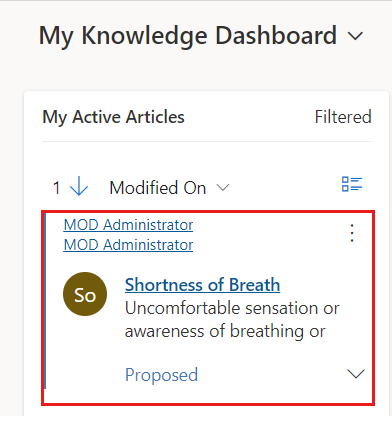 My Knowledge Dashboard
My Active Articles Filtered
1 Modified On
MOD Administrator
MOD Administrator
So
Shortness of Breath
Uncomfortable sensation or
awareness of breathing or
Proposed